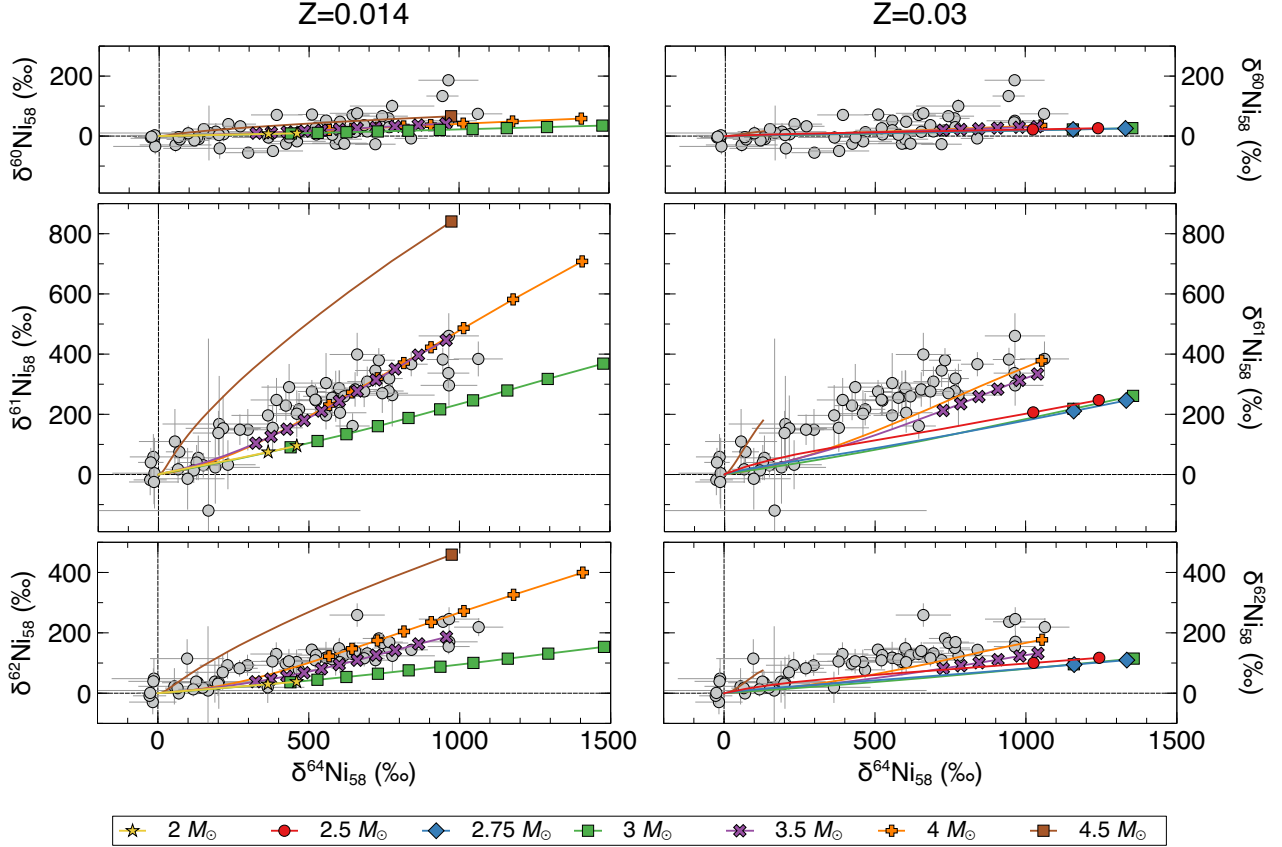 Z=0.014 Z=0.03
δ⁶⁰Ni₅₈ (‰) 200 0 200 0 δ⁶⁰Ni₅₈ (‰)
δ⁶¹Ni₅₈ (‰) 800 600 400 200 0 800 600 400 200 0 δ⁶¹Ni₅₈ (‰)
δ⁶²Ni₅₈ (‰) 400 200 0 400 200 0 δ⁶²Ni₅₈ (‰)
0 500 1000 1500 0 500 1000 1500
δ⁶⁴Ni₅₈ (‰) δ⁶⁴Ni₅₈ (‰)
2 M⊙ 2.5 M⊙ 2.75 M⊙ 3 M⊙ 3.5 M⊙ 4 M⊙ 4.5 M⊙